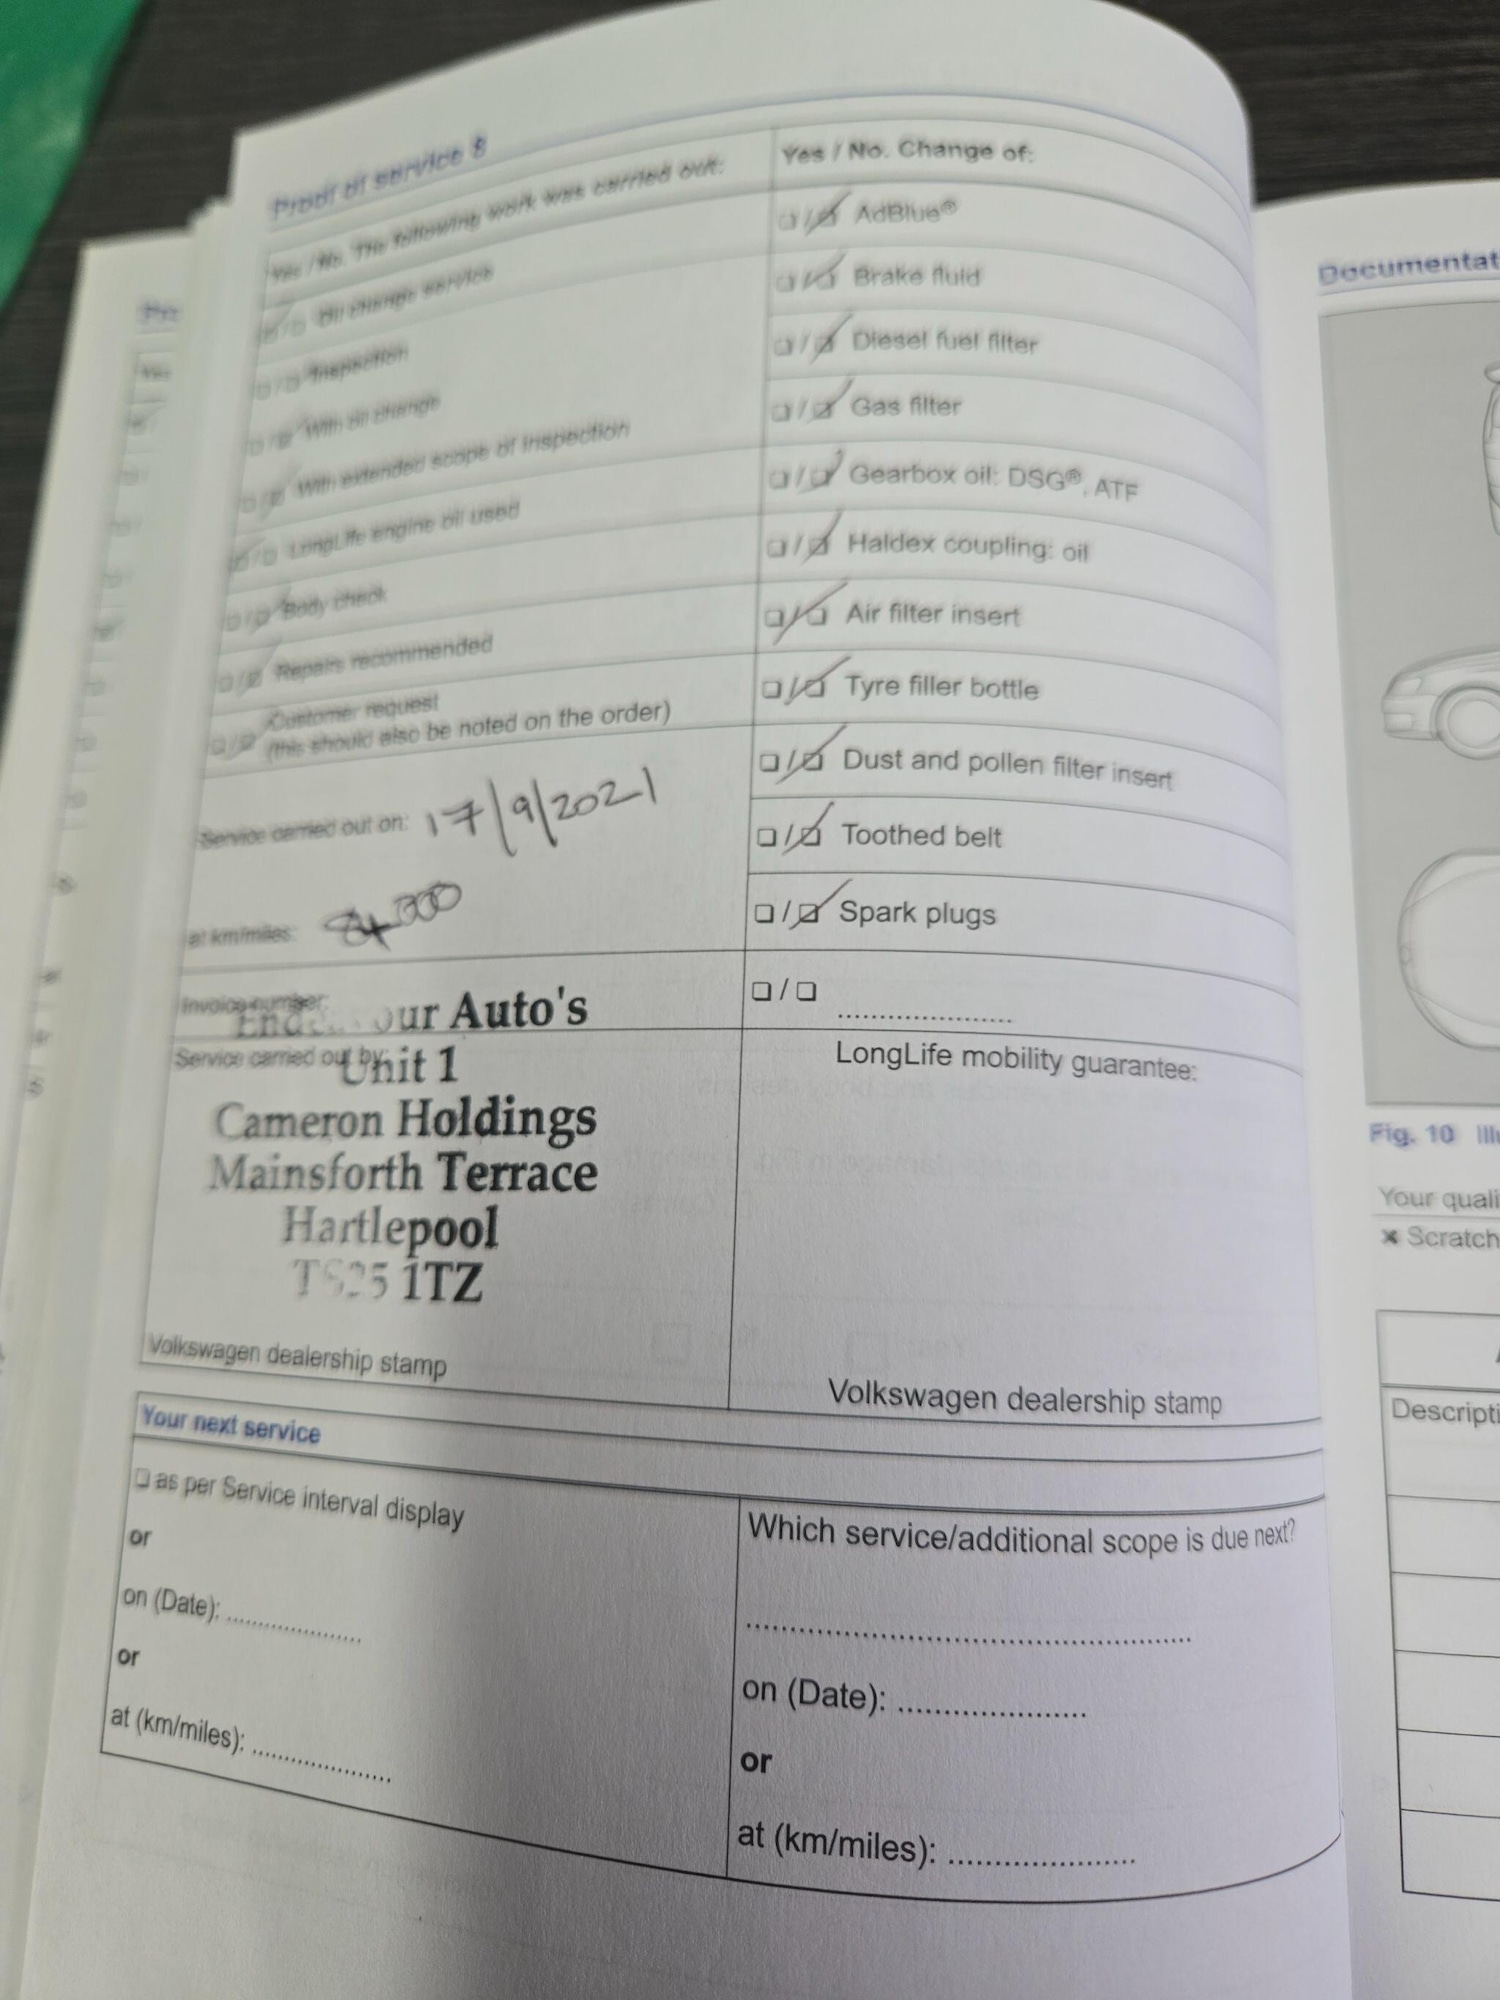 Proof of service 8
Yes / No. The following work was carried out:
❏ / ❏ Oil change service
❏ / ❏ Inspection
❏ / ❏ With oil change
❏ / ❏ With extended scope of inspection
❏ / ❏ LongLife engine oil used
❏ / ❏ Body check
❏ / ❏ Repairs recommended
❏ / ❏ Customer request
(this should also be noted on the order)
Service carried out on: 17/9/2021
at km/miles:
Invoice number:
Service carried out by:
our Auto's
Unit 1
Cameron Holdings
Mainsforth Terrace
Hartlepool
TS25 1TZ
Volkswagen dealership stamp
Yes / No. Change of:
❏ / ❏ AdBlue®
❏ / ❏ Brake fluid
❏ / ❏ Diesel fuel filter
❏ / ❏ Gas filter
❏ / ❏ Gearbox oil: DSG®, ATF
❏ / ❏ Haldex coupling: oil
❏ / ❏ Air filter insert
❏ / ❏ Tyre filler bottle
❏ / ❏ Dust and pollen filter insert
❏ / ❏ Toothed belt
❏ / ❏ Spark plugs
❏ / ❏ ......................
LongLife mobility guarantee:
Volkswagen dealership stamp
Your next service
❏ as per Service interval display
or
on (Date): ......................
or
at (km/miles): ......................
Which service/additional scope is due next?
......................................................
on (Date): ......................
or
at (km/miles): ......................
Documentat
Fig. 10 Illu
Your quali
× Scratch
Descripti